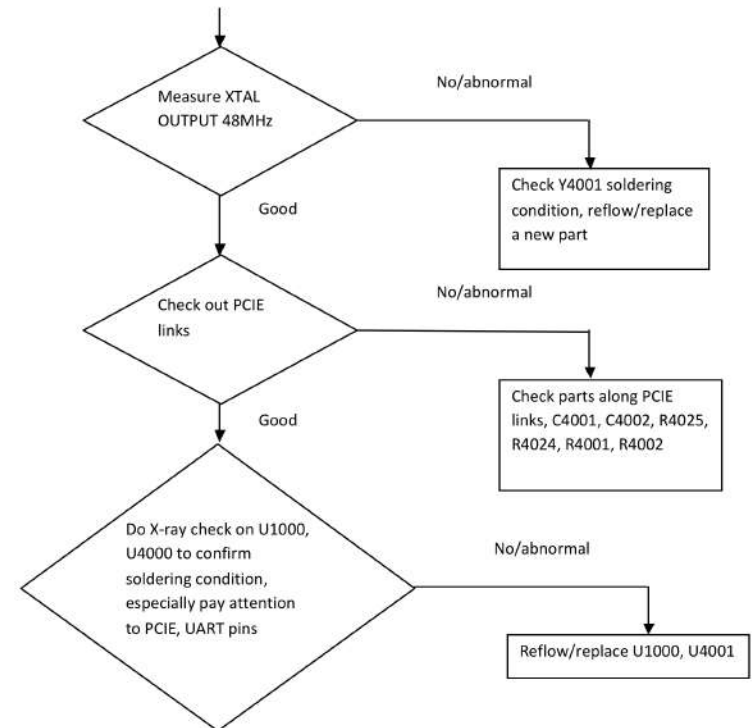 No/abnormal
Measure XTAL
OUTPUT 48MHz
Check Y4001 soldering
condition, reflow/replace
a new part
Good
No/abnormal
Check out PCIE
links
Check parts along PCIE
links, C4001, C4002, R4025,
R4024, R4001, R4002
Good
Do X-ray check on U1000,
U4000 to confirm
soldering condition,
especially pay attention
to PCIE, UART pins
No/abnormal
Reflow/replace U1000, U4001